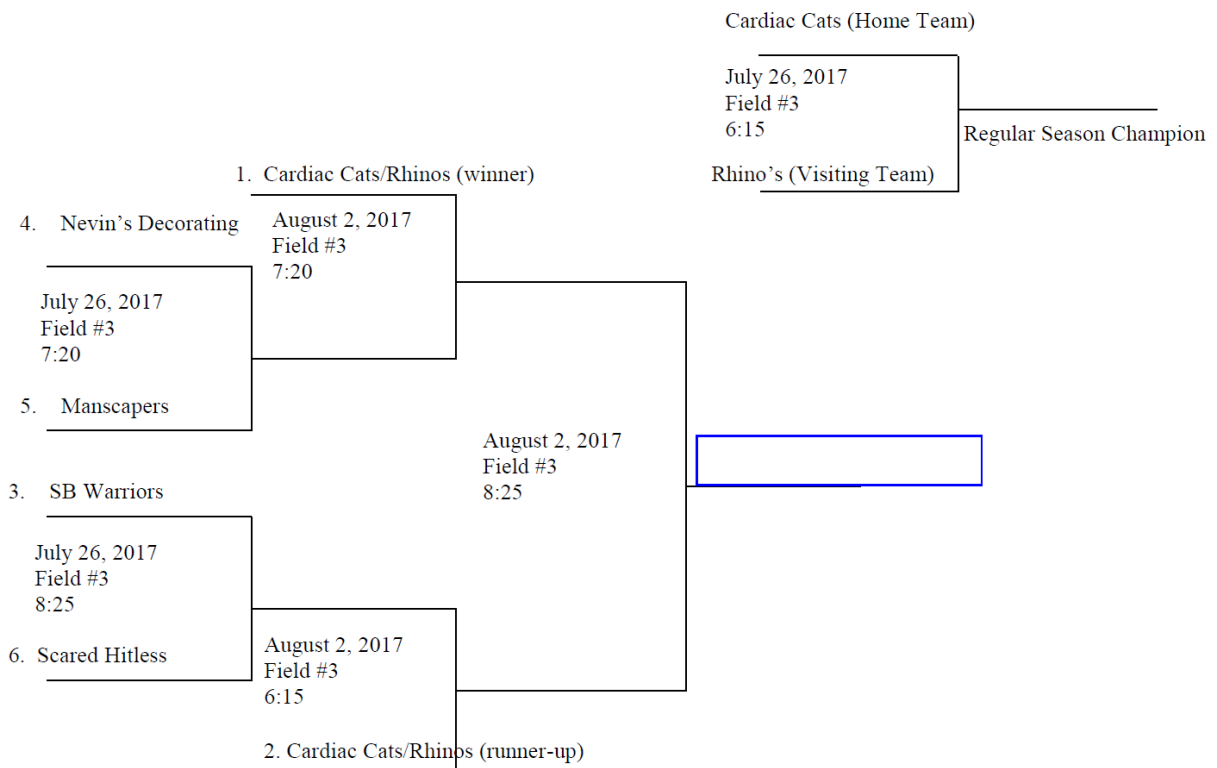 Cardiac Cats (Home Team)
July 26, 2017
Field #3
6:15
Regular Season Champion
Rhino’s (Visiting Team)
1. Cardiac Cats/Rhinos (winner)
August 2, 2017
Field #3
7:20
4. Nevin’s Decorating
July 26, 2017
Field #3
7:20
5. Manscapers
August 2, 2017
Field #3
8:25
3. SB Warriors
July 26, 2017
Field #3
8:25
6. Scared Hitless
August 2, 2017
Field #3
6:15
2. Cardiac Cats/Rhinos (runner-up)